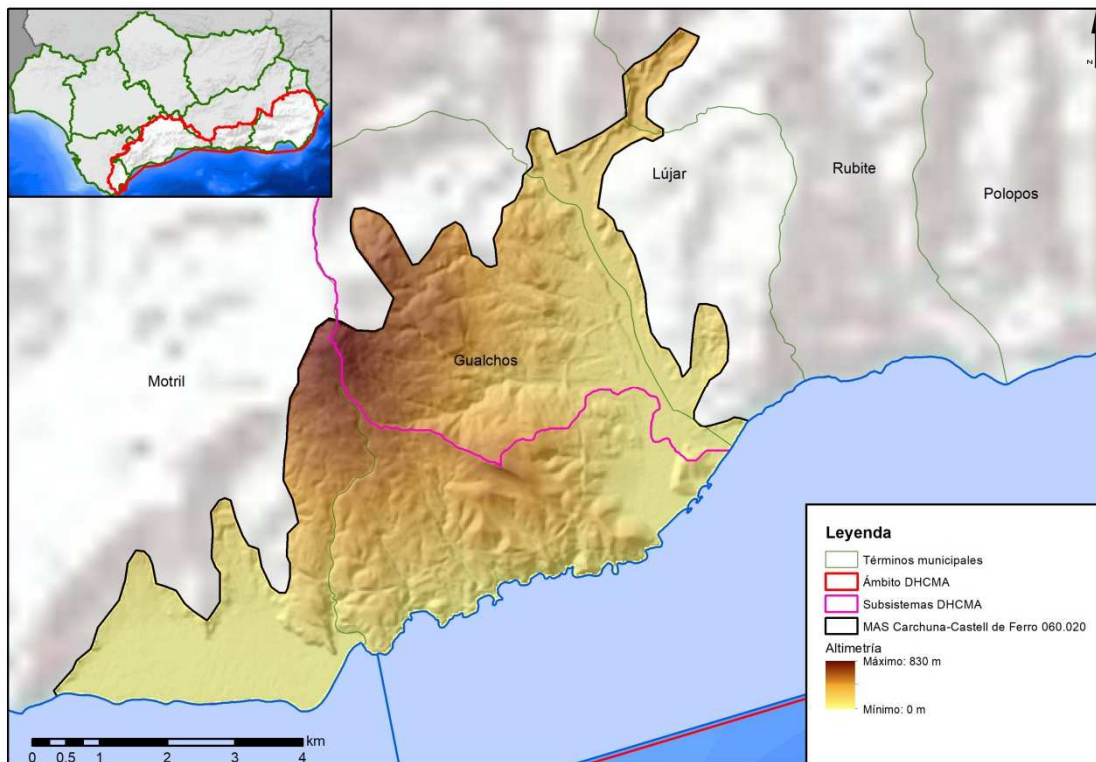 Lújar
Rubite
Polopos
Gualchos
Motril
Leyenda
Términos municipales
Ámbito DHCMA
Subsistemas DHCMA
MAS Carchuna-Castell de Ferro 060.020
Altimetría
Máximo: 830 m
Mínimo: 0 m
km
0 0,5 1 2 3 4
z